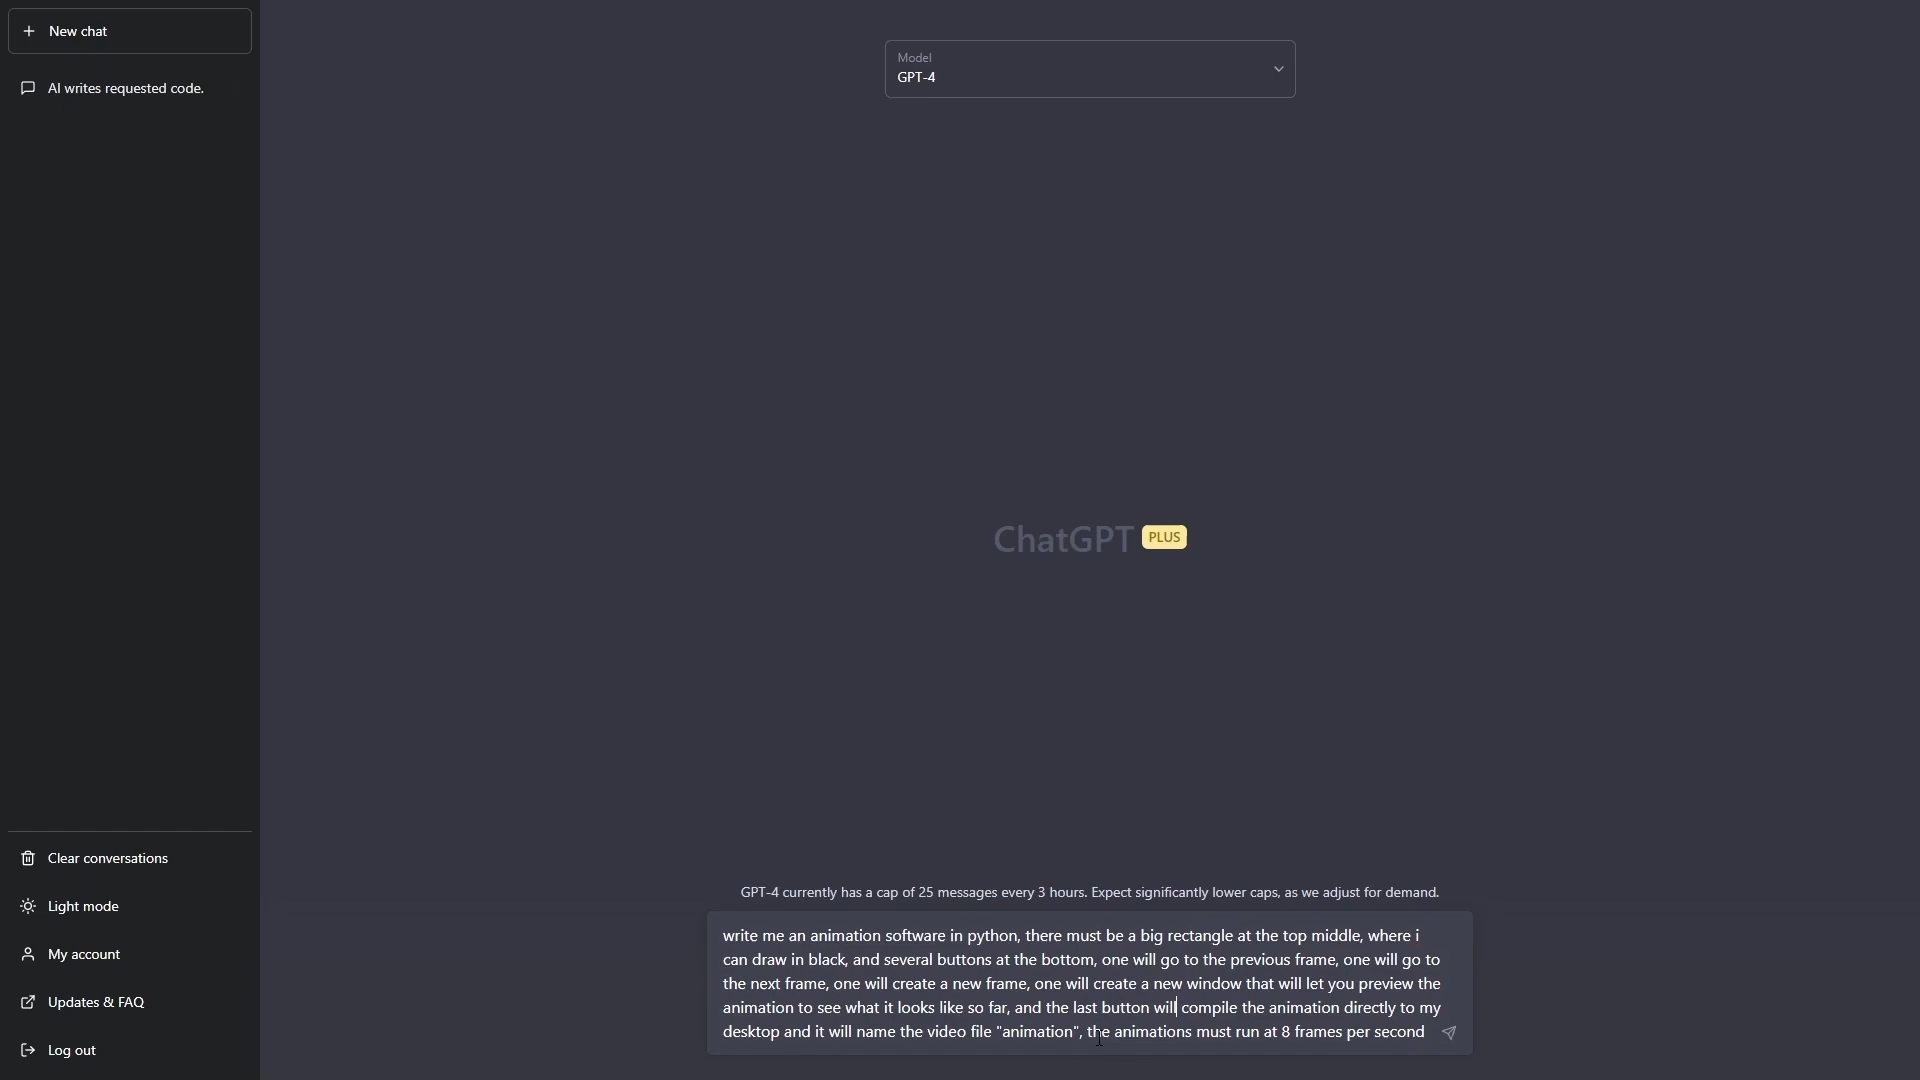 New chat
AI writes requested code.
Model
GPT-4
ChatGPT PLUS
GPT-4 currently has a cap of 25 messages every 3 hours. Expect significantly lower caps, as we adjust for demand.
write me an animation software in python, there must be a big rectangle at the top middle, where i
can draw in black, and several buttons at the bottom, one will go to the previous frame, one will go to
the next frame, one will create a new frame, one will create a new window that will let you preview the
animation to see what it looks like so far, and the last button will compile the animation directly to my
desktop and it will name the video file "animation", the animations must run at 8 frames per second
Clear conversations
Light mode
My account
Updates & FAQ
Log out